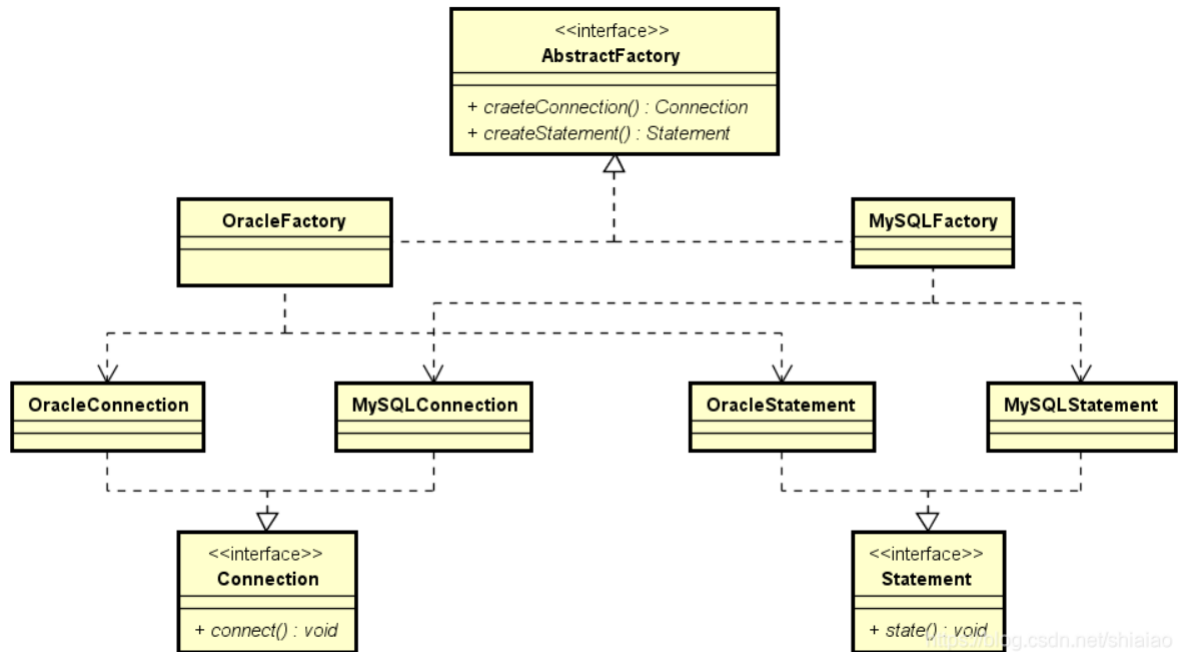 <<interface>>
AbstractFactory
+ craeteConnection() : Connection
+ createStatement() : Statement
OracleFactory
MySQLFactory
OracleConnection
MySQLConnection
OracleStatement
MySQLStatement
<<interface>>
Connection
+ connect() : void
<<interface>>
Statement
+ state() : void
https://blog.csdn.net/shiaiao